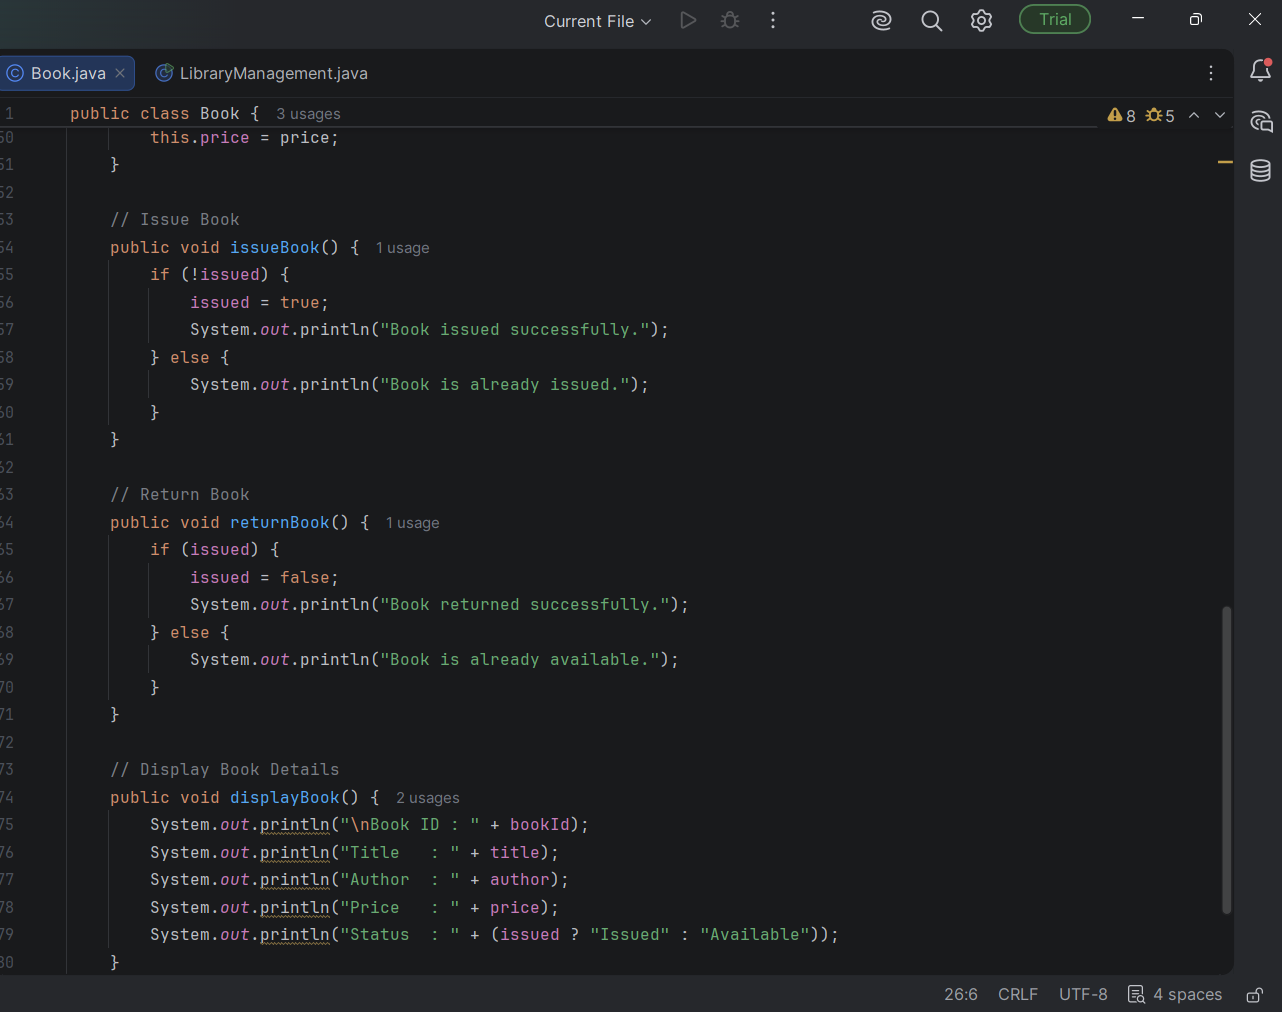 Current File
Trial
Book.java
LibraryManagement.java
1 public class Book { 3 usages
8 5
50 this.price = price;
51 }
52
53 // Issue Book
54 public void issueBook() { 1 usage
55 if (!issued) {
56 issued = true;
57 System.out.println("Book issued successfully.");
58 } else {
59 System.out.println("Book is already issued.");
60 }
61 }
62
63 // Return Book
64 public void returnBook() { 1 usage
65 if (issued) {
66 issued = false;
67 System.out.println("Book returned successfully.");
68 } else {
69 System.out.println("Book is already available.");
70 }
71 }
72
73 // Display Book Details
74 public void displayBook() { 2 usages
75 System.out.println("\nBook ID : " + bookId);
76 System.out.println("Title   : " + title);
77 System.out.println("Author  : " + author);
78 System.out.println("Price   : " + price);
79 System.out.println("Status  : " + (issued ? "Issued" : "Available"));
80 }
26:6 CRLF UTF-8 4 spaces